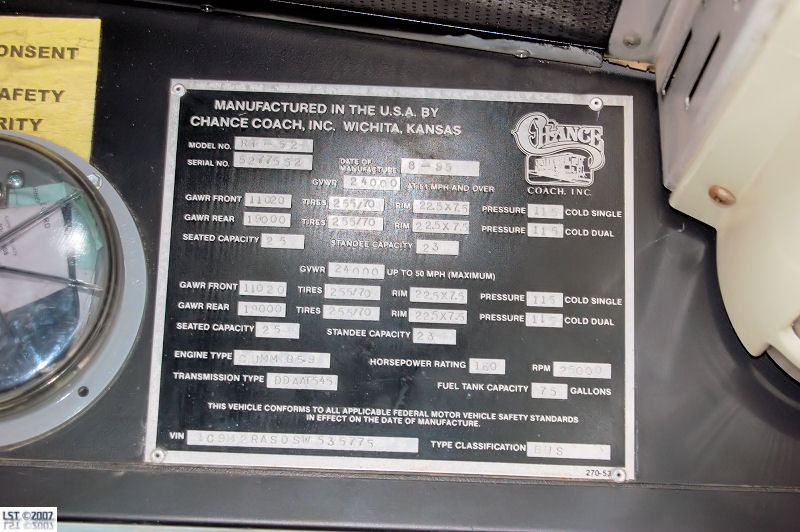 ONSENT
AFETY
RITY
MANUFACTURED IN THE U.S.A. BY
CHANCE COACH, INC. WICHITA, KANSAS
CHANCE
COACH, INC.
MODEL NO. RT-52
SERIAL NO. 5247552 DATE OF MANUFACTURE 8-95
GVWR 24000 AT 51 MPH AND OVER
GAWR FRONT 11020 TIRES 255/70 RIM 22.5X7.5 PRESSURE 115 COLD SINGLE
GAWR REAR 19000 TIRES 255/70 RIM 22.5X7.5 PRESSURE 115 COLD DUAL
SEATED CAPACITY 25 STANDEE CAPACITY 23
GVWR 24000 UP TO 50 MPH (MAXIMUM)
GAWR FRONT 11020 TIRES 255/70 RIM 22.5X7.5 PRESSURE 115 COLD SINGLE
GAWR REAR 19000 TIRES 255/70 RIM 22.5X7.5 PRESSURE 115 COLD DUAL
SEATED CAPACITY 25 STANDEE CAPACITY 23
ENGINE TYPE CUMM B5.9 HORSEPOWER RATING 160 RPM 25000
TRANSMISSION TYPE FUEL TANK CAPACITY 75 GALLONS
THIS VEHICLE CONFORMS TO ALL APPLICABLE FEDERAL MOTOR VEHICLE SAFETY STANDARDS
IN EFFECT ON THE DATE OF MANUFACTURE.
VIN TYPE CLASSIFICATION BUS
LST ©2007